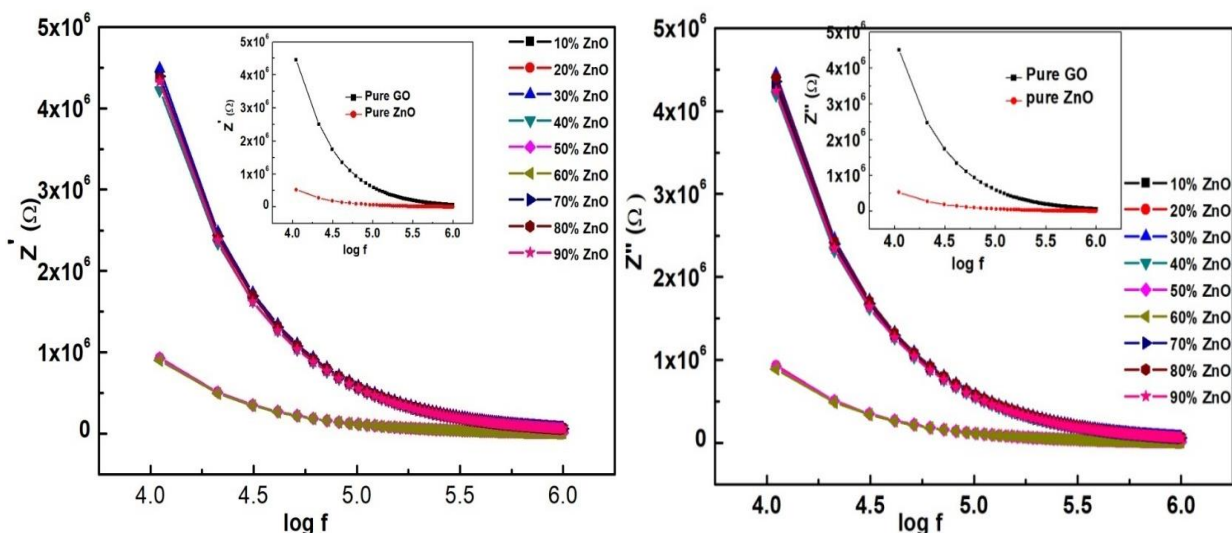 Z' (Ω)
5x10⁶
4x10⁶
3x10⁶
2x10⁶
1x10⁶
0
4.0 4.5 5.0 5.5 6.0
log f
10% ZnO
20% ZnO
30% ZnO
40% ZnO
50% ZnO
60% ZnO
70% ZnO
80% ZnO
90% ZnO
Z' (Ω)
5x10⁶
4x10⁶
3x10⁶
2x10⁶
1x10⁶
0
Pure GO
Pure ZnO
4.0 4.5 5.0 5.5 6.0
log f
Z'' (Ω)
5x10⁶
4x10⁶
3x10⁶
2x10⁶
1x10⁶
0
4.0 4.5 5.0 5.5 6.0
log f
10% ZnO
20% ZnO
30% ZnO
40% ZnO
50% ZnO
60% ZnO
70% ZnO
80% ZnO
90% ZnO
Z'' (Ω)
5x10⁶
4x10⁶
3x10⁶
2x10⁶
1x10⁶
0
Pure GO
pure ZnO
4.0 4.5 5.0 5.5 6.0
log f